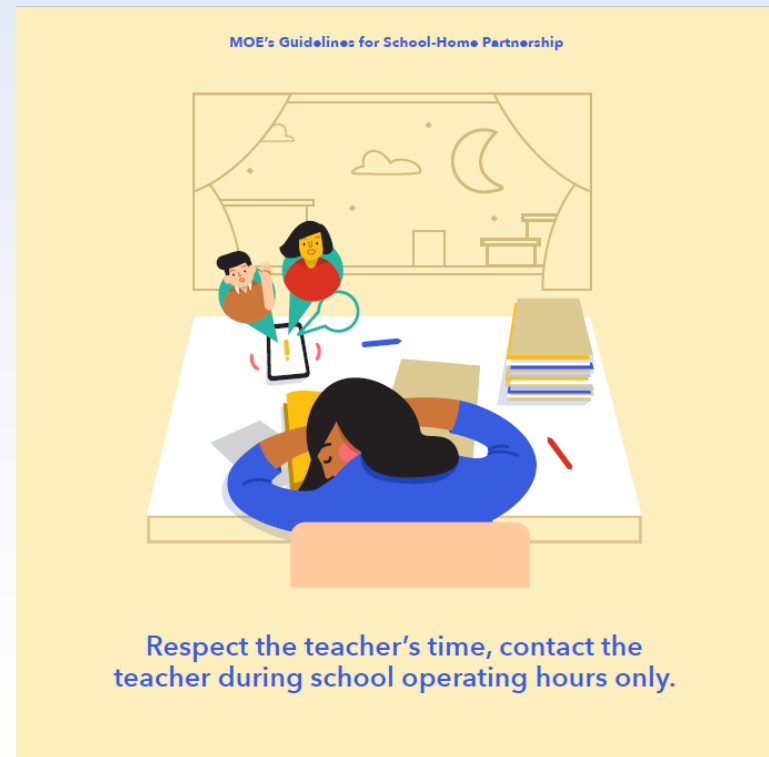 MOE's Guidelines for School-Home Partnership
!
Respect the teacher's time, contact the
teacher during school operating hours only.